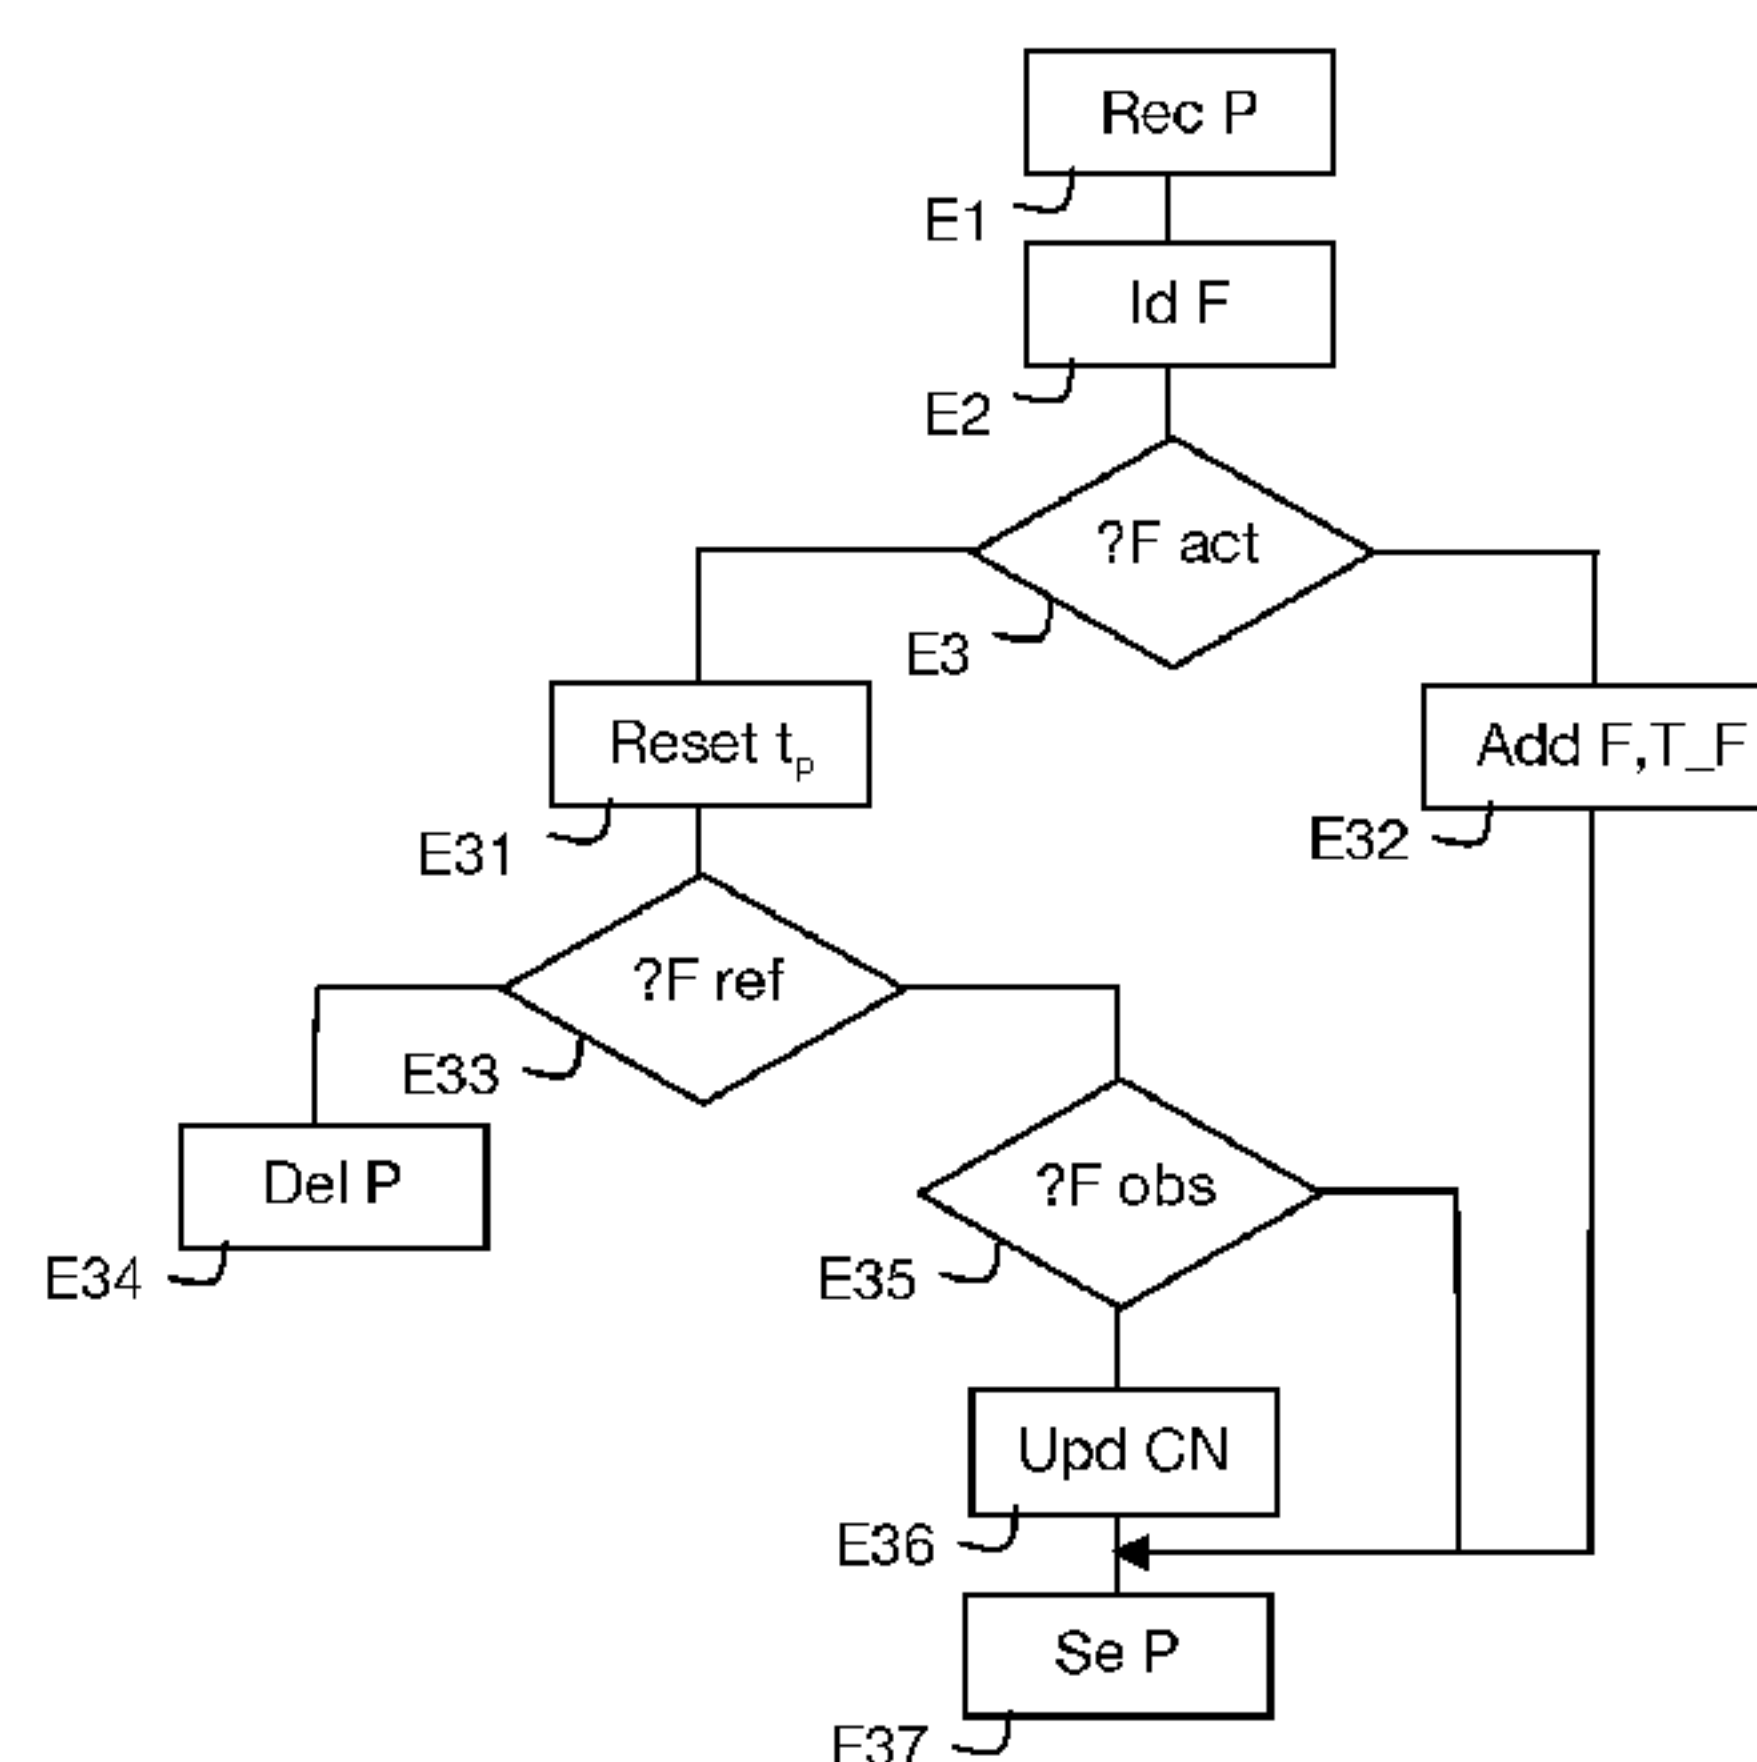 Rec P
E1
Id F
E2
?F act
E3
Reset tp
Add F,T_F
E31
E32
?F ref
E33
Del P
?F obs
E34
E35
Upd CN
E36
Se P
E37